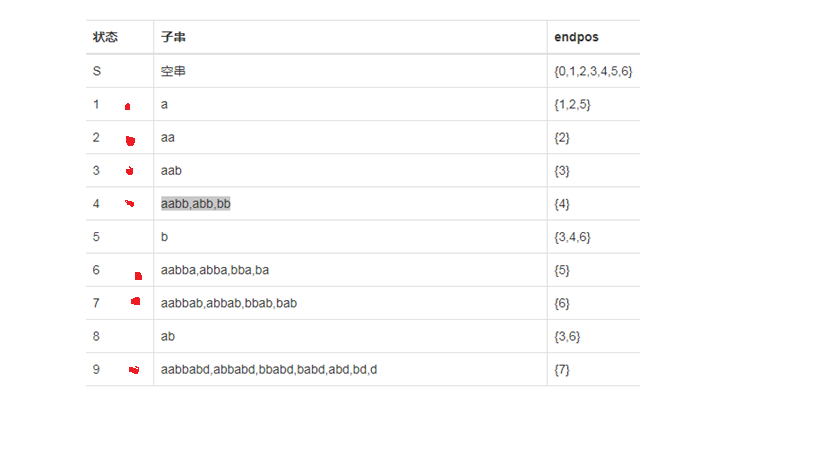 状态 子串 endpos
S 空串 {0,1,2,3,4,5,6}
1 a {1,2,5}
2 aa {2}
3 aab {3}
4 aabb,abb,bb {4}
5 b {3,4,6}
6 aabba,abba,bba,ba {5}
7 aabbab,abbab,bbab,bab {6}
8 ab {3,6}
9 aabbabd,abbabd,bbabd,babd,abd,bd,d {7}